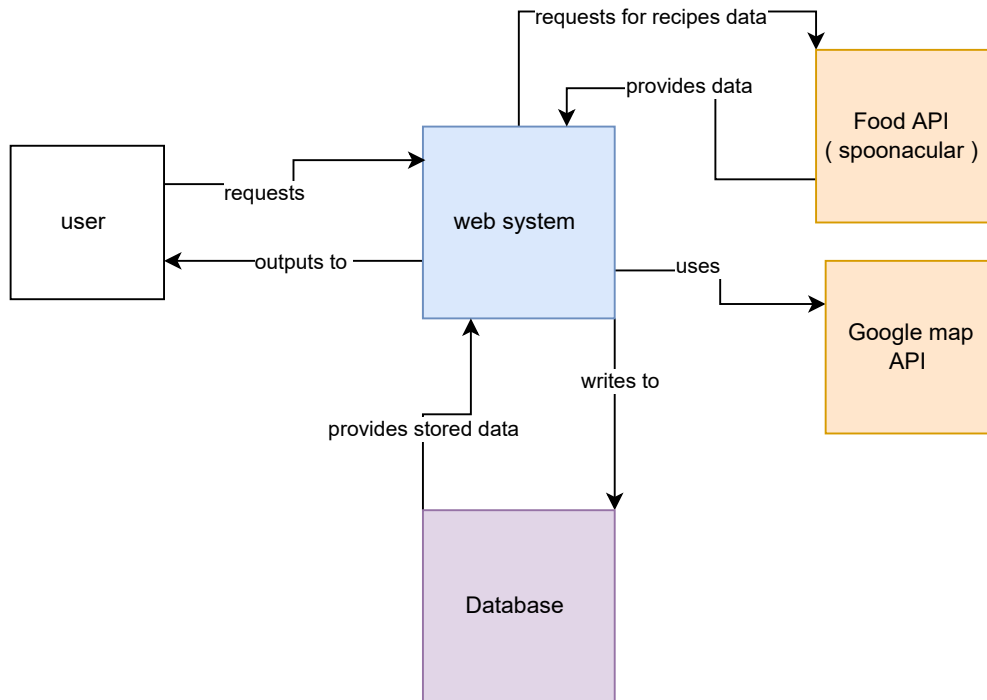 requests for recipes data
provides data
Food API
( spoonacular )
requests
user
web system
outputs to
uses
Google map
API
writes to
provides stored data
Database